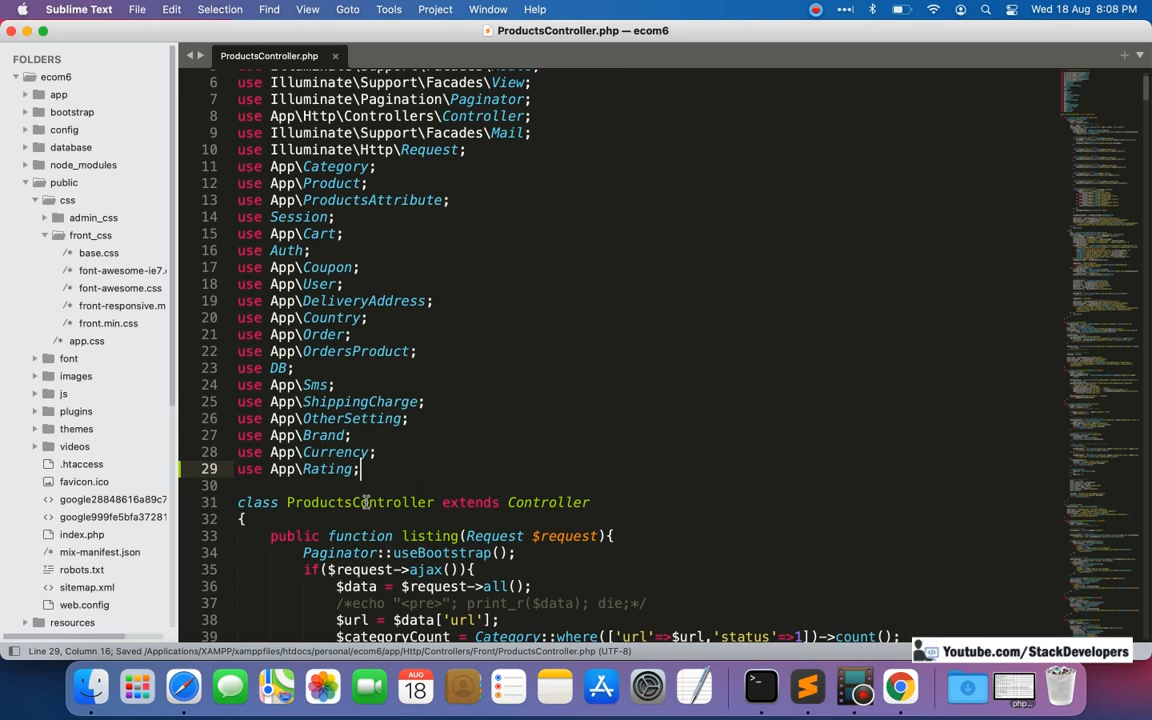 Sublime Text File Edit Selection Find View Goto Tools Project Window Help Wed 18 Aug 8:08 PM
ProductsController.php — ecom6
FOLDERS
ecom6
app
bootstrap
config
database
node_modules
public
css
admin_css
front_css
/* base.css
/* font-awesome-ie7.
/* font-awesome.css
/* front-responsive.m
/* front.min.css
/* app.css
font
images
js
plugins
themes
videos
.htaccess
favicon.ico
google28848616a89c7
google999fe5bfa37281
index.php
mix-manifest.json
robots.txt
sitemap.xml
web.config
resources
ProductsController.php ×
6 use Illuminate\Support\Facades\View;
7 use Illuminate\Pagination\Paginator;
8 use App\Http\Controllers\Controller;
9 use Illuminate\Support\Facades\Mail;
10 use Illuminate\Http\Request;
11 use App\Category;
12 use App\Product;
13 use App\ProductsAttribute;
14 use Session;
15 use App\Cart;
16 use Auth;
17 use App\Coupon;
18 use App\User;
19 use App\DeliveryAddress;
20 use App\Country;
21 use App\Order;
22 use App\OrdersProduct;
23 use DB;
24 use App\Sms;
25 use App\ShippingCharge;
26 use App\OtherSetting;
27 use App\Brand;
28 use App\Currency;
29 use App\Rating;
30
31 class ProductsController extends Controller
32 {
33 public function listing(Request $request){
34 Paginator::useBootstrap();
35 if($request->ajax()){
36 $data = $request->all();
37 /*echo "<pre>"; print_r($data); die;*/
38 $url = $data['url'];
39 $categoryCount = Category::where(['url'=>$url,'status'=>1])->count();
Line 29, Column 16; Saved /Applications/XAMPP/xamppfiles/htdocs/personal/ecom6/app/Http/Controllers/Front/ProductsController.php (UTF-8)
Youtube.com/StackDevelopers
AUG
18
php